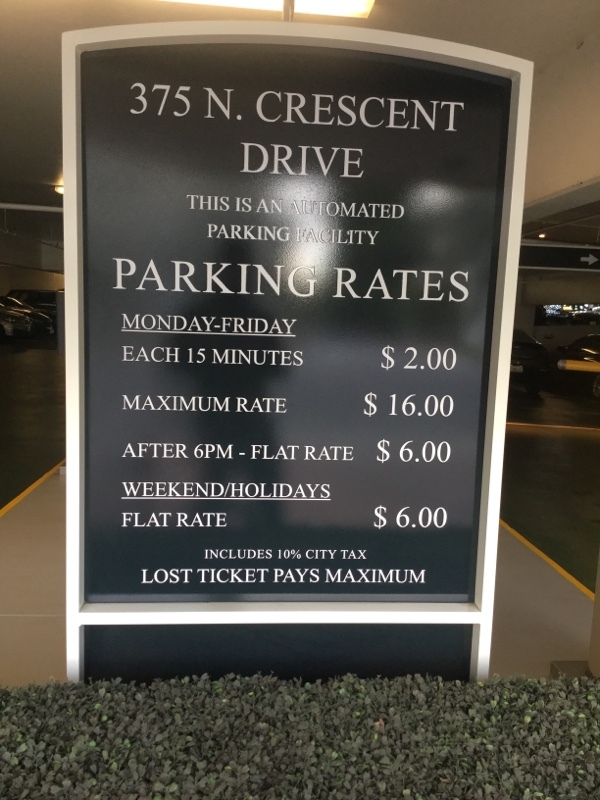 375 N. CRESCENT
DRIVE
THIS IS AN AUTOMATED
PARKING FACILITY
PARKING RATES
MONDAY-FRIDAY
EACH 15 MINUTES $ 2.00
MAXIMUM RATE $ 16.00
AFTER 6PM - FLAT RATE $ 6.00
WEEKEND/HOLIDAYS
FLAT RATE $ 6.00
INCLUDES 10% CITY TAX
LOST TICKET PAYS MAXIMUM